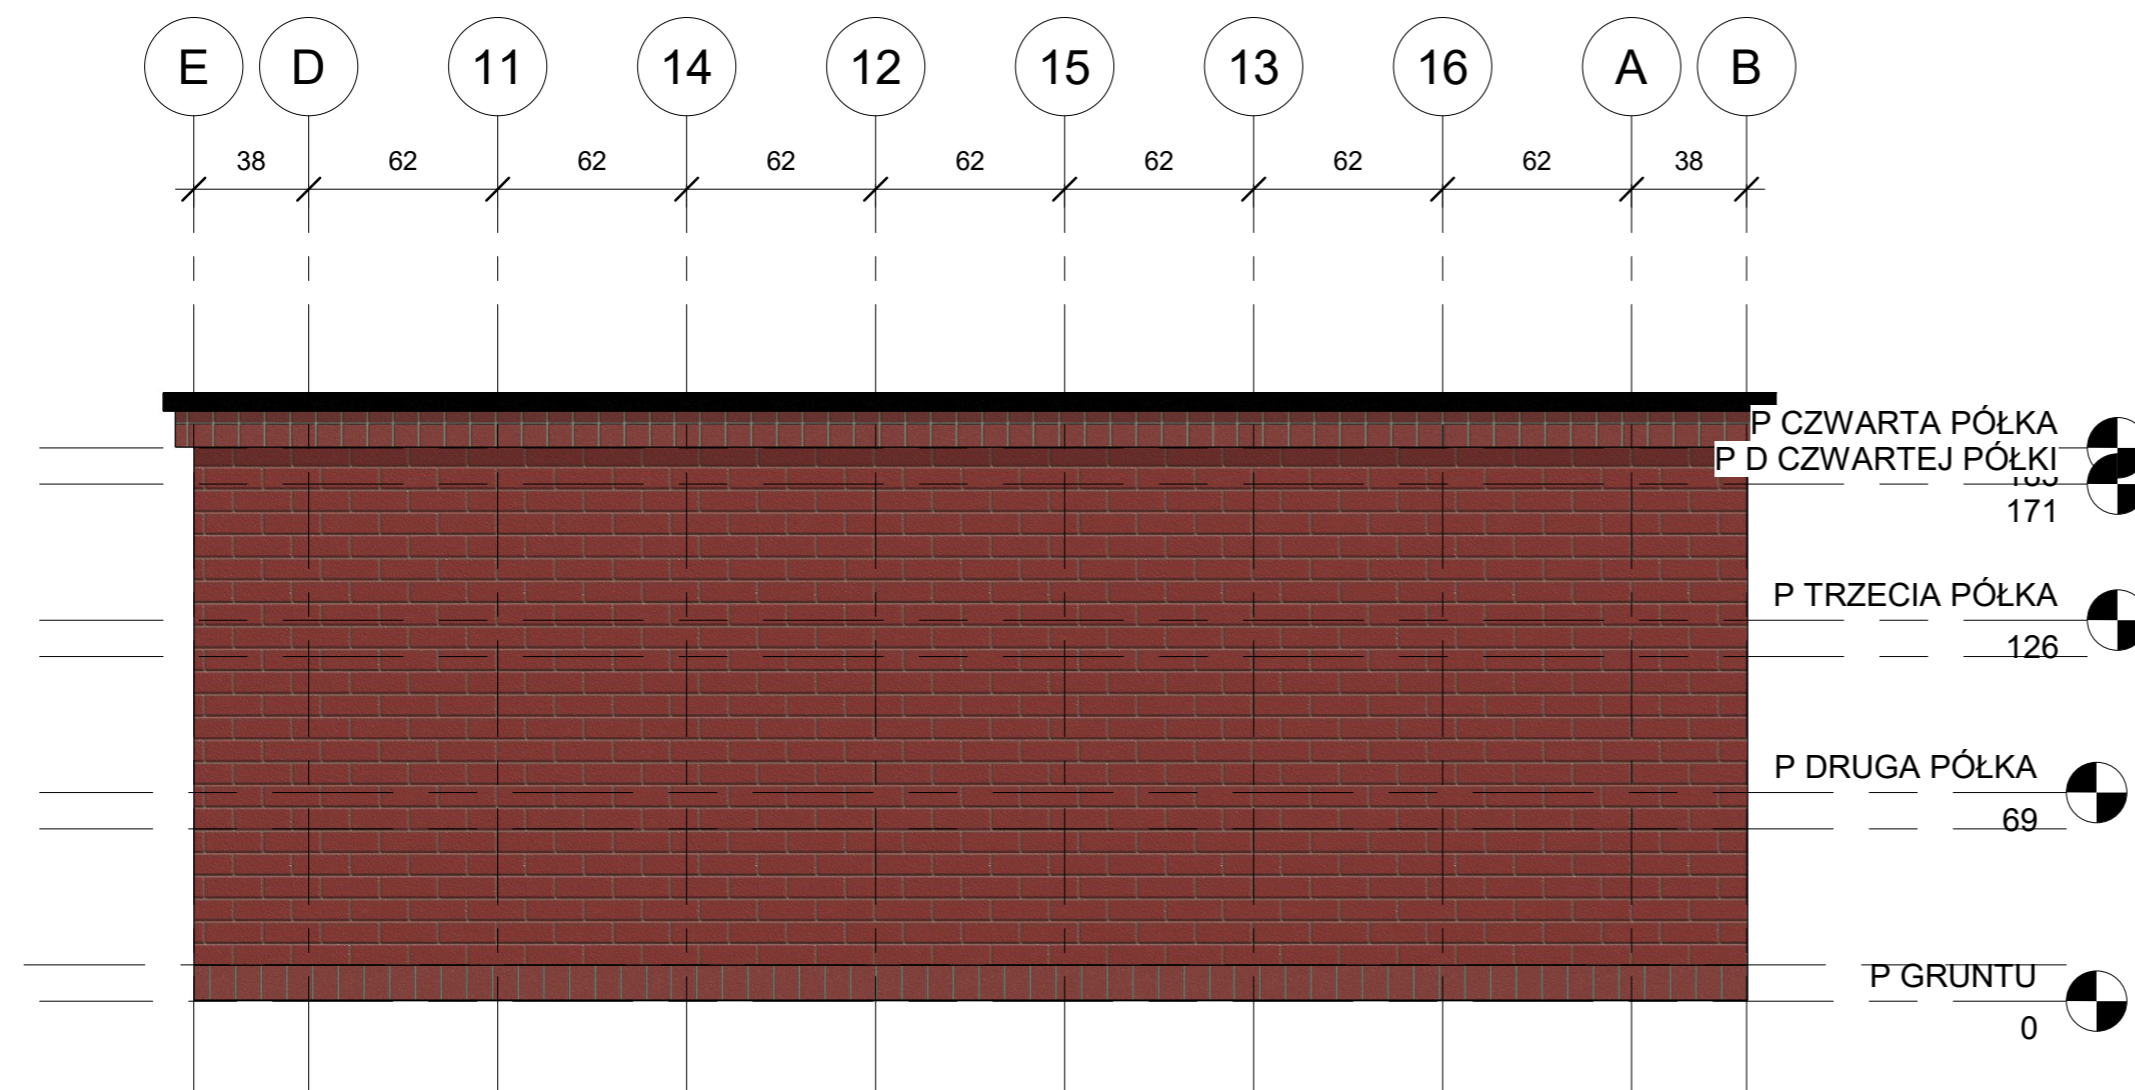 E D 11 14 12 15 13 16 A B
38 62 62 62 62 62 62 62 38
P CZWARTA PÓŁKA
P D CZWARTEJ PÓŁKI
171
P TRZECIA PÓŁKA
126
P DRUGA PÓŁKA
69
P GRUNTU
0